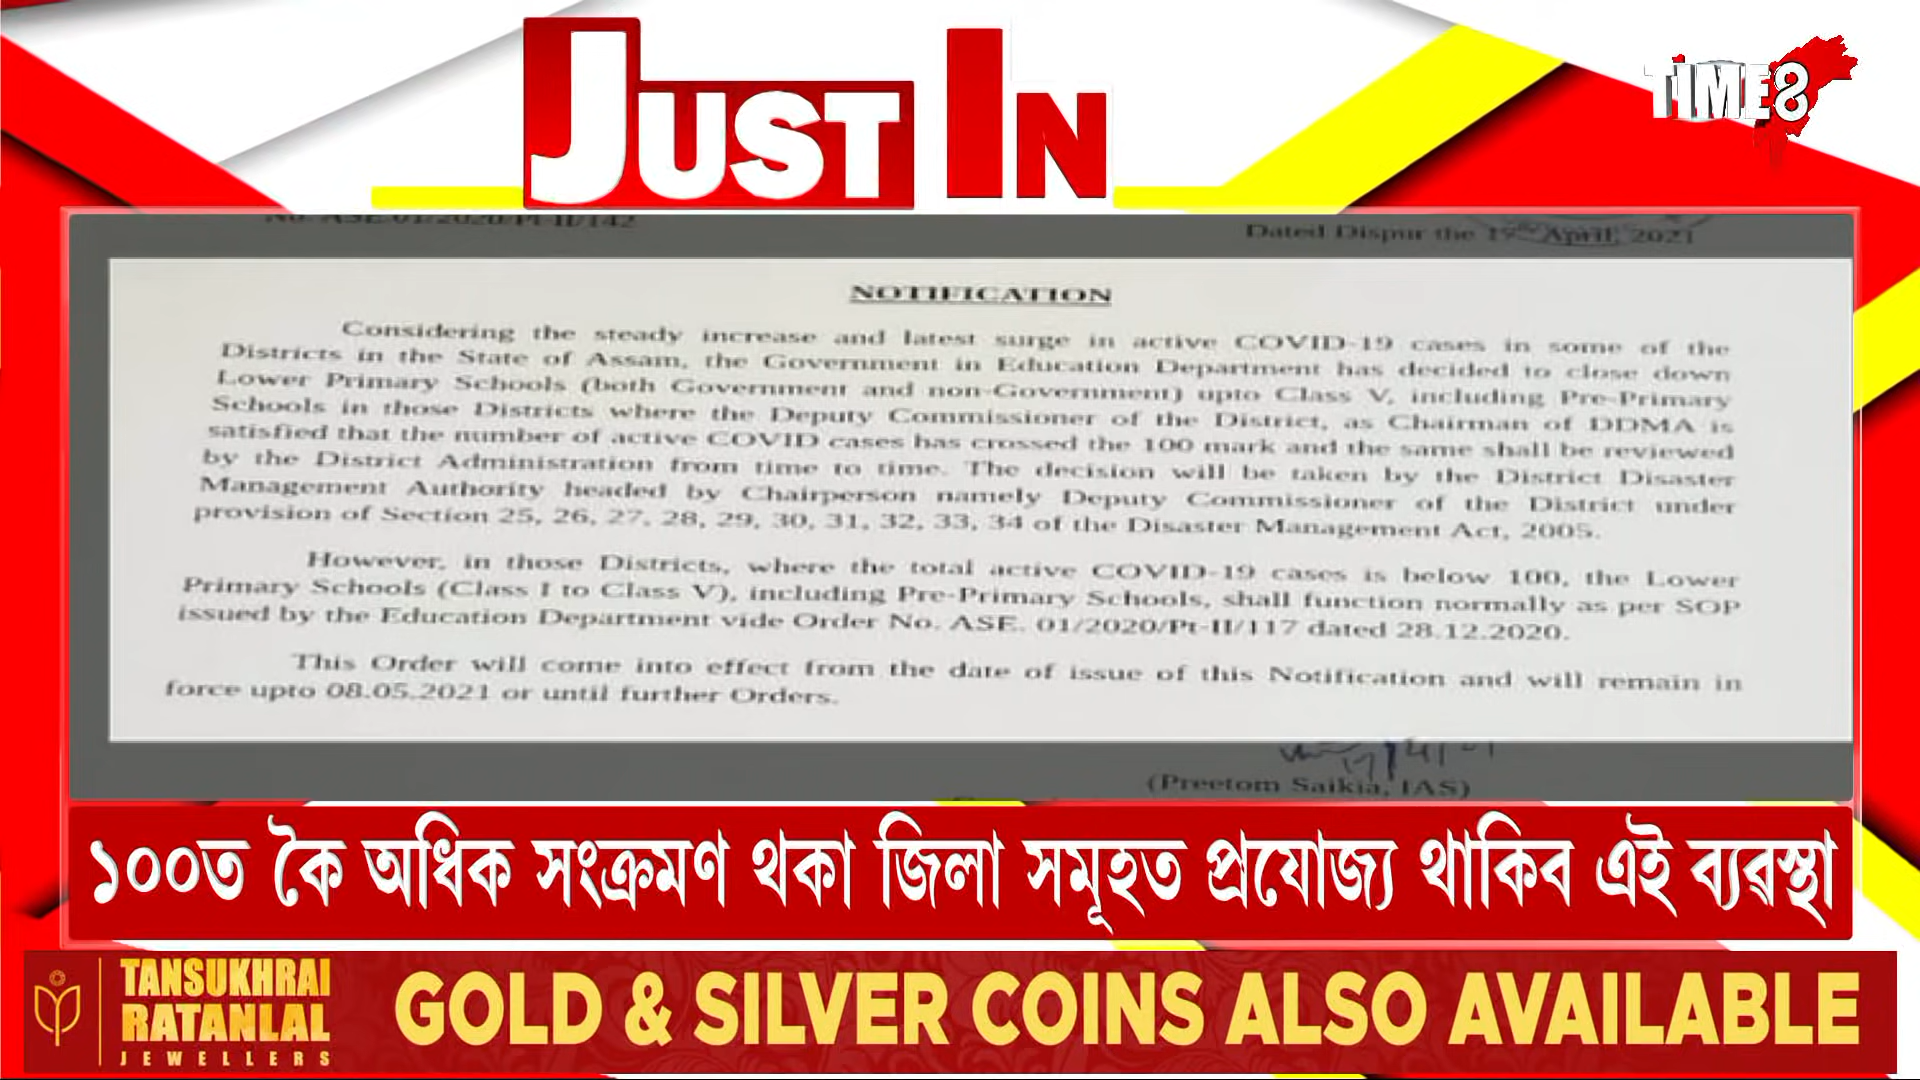 JUST IN
TIME8
No. ASE.01/2020/Pt-II/142
Dated Dispur the 19th April, 2021
NOTIFICATION
Considering the steady increase and latest surge in active COVID-19 cases in some of the
Districts in the State of Assam, the Government in Education Department has decided to close down
Lower Primary Schools (both Government and non-Government) upto Class V, including Pre-Primary
Schools in those Districts where the Deputy Commissioner of the District, as Chairman of DDMA is
satisfied that the number of active COVID cases has crossed the 100 mark and the same shall be reviewed
by the District Administration from time to time. The decision will be taken by the District Disaster
Management Authority headed by Chairperson namely Deputy Commissioner of the District under
provision of Section 25, 26, 27, 28, 29, 30, 31, 32, 33, 34 of the Disaster Management Act, 2005.
However, in those Districts, where the total active COVID-19 cases is below 100, the Lower
Primary Schools (Class I to Class V), including Pre-Primary Schools, shall function normally as per SOP
issued by the Education Department vide Order No. ASE. 01/2020/Pt-II/117 dated 28.12.2020.
This Order will come into effect from the date of issue of this Notification and will remain in
force upto 08.05.2021 or until further Orders.
(Preetom Saikia, IAS)
১০০ত কৈ অধিক সংক্ৰমণ থকা জিলা সমূহত প্ৰযোজ্য থাকিব এই ব্যৱস্থা
TANSUKHRAI
RATANLAL
JEWELLERS
GOLD & SILVER COINS ALSO AVAILABLE